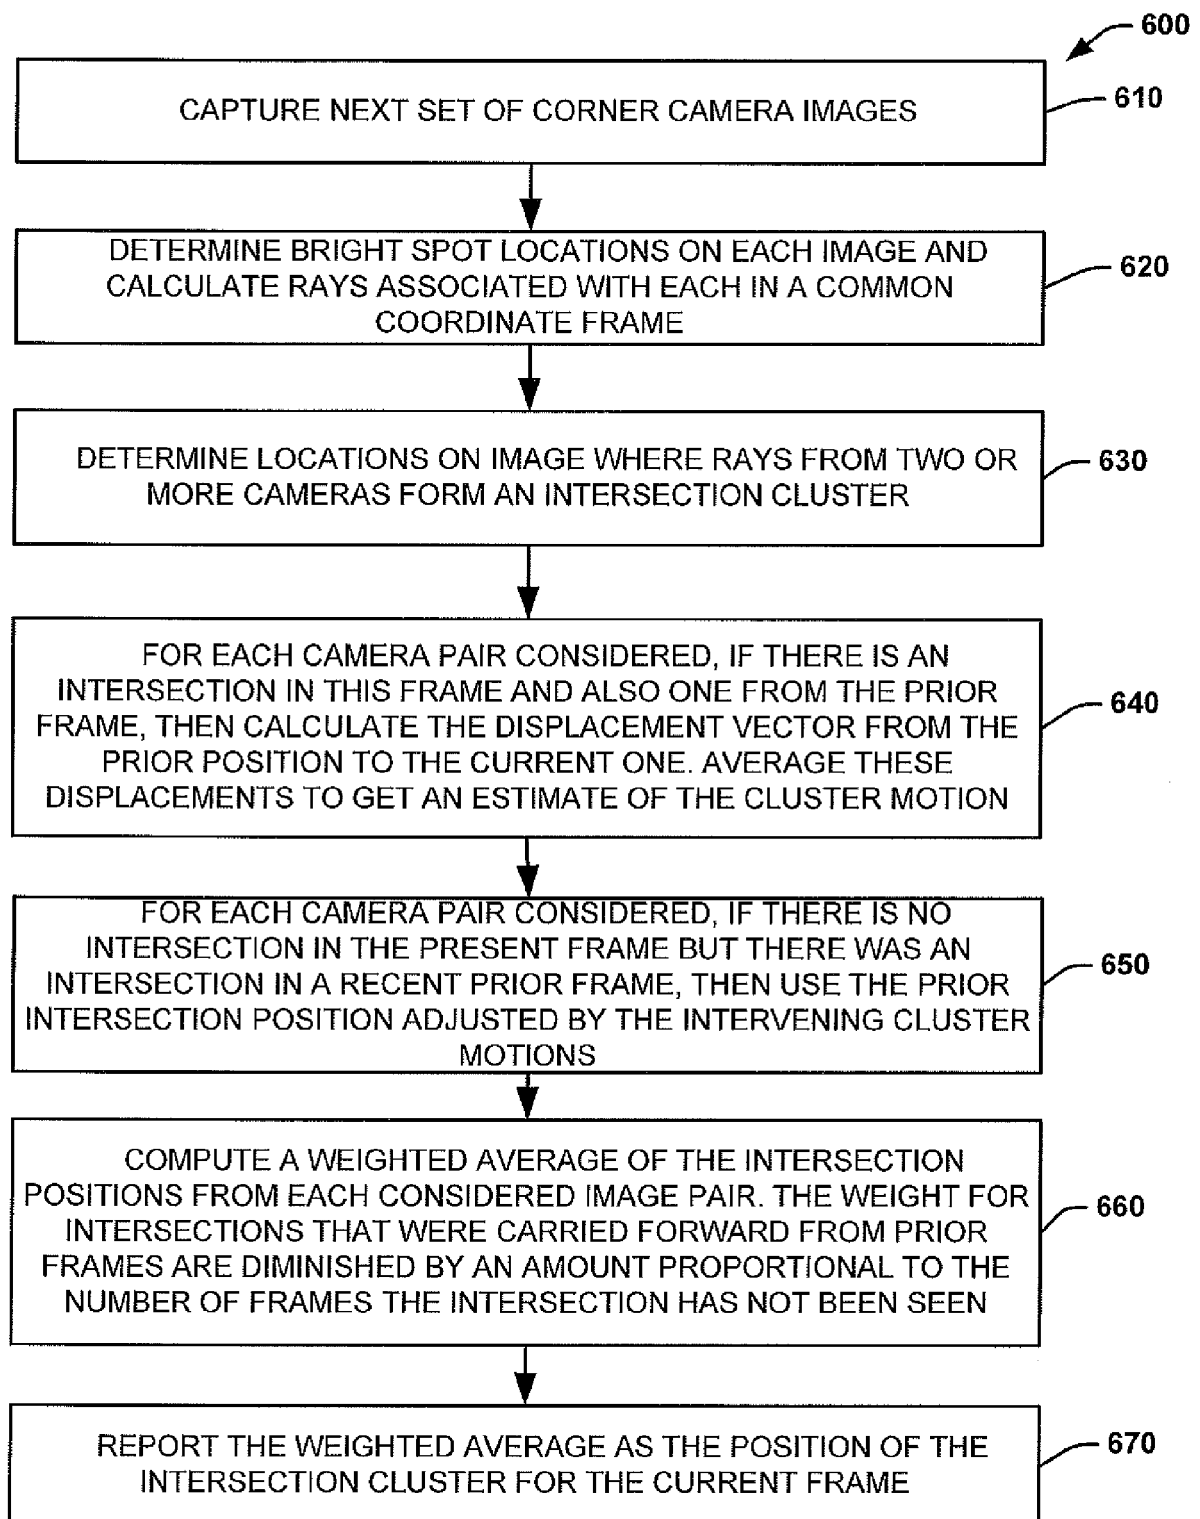 600
CAPTURE NEXT SET OF CORNER CAMERA IMAGES
610
DETERMINE BRIGHT SPOT LOCATIONS ON EACH IMAGE AND
CALCULATE RAYS ASSOCIATED WITH EACH IN A COMMON
COORDINATE FRAME
620
DETERMINE LOCATIONS ON IMAGE WHERE RAYS FROM TWO OR
MORE CAMERAS FORM AN INTERSECTION CLUSTER
630
FOR EACH CAMERA PAIR CONSIDERED, IF THERE IS AN
INTERSECTION IN THIS FRAME AND ALSO ONE FROM THE PRIOR
FRAME, THEN CALCULATE THE DISPLACEMENT VECTOR FROM THE
PRIOR POSITION TO THE CURRENT ONE. AVERAGE THESE
DISPLACEMENTS TO GET AN ESTIMATE OF THE CLUSTER MOTION
640
FOR EACH CAMERA PAIR CONSIDERED, IF THERE IS NO
INTERSECTION IN THE PRESENT FRAME BUT THERE WAS AN
INTERSECTION IN A RECENT PRIOR FRAME, THEN USE THE PRIOR
INTERSECTION POSITION ADJUSTED BY THE INTERVENING CLUSTER
MOTIONS
650
COMPUTE A WEIGHTED AVERAGE OF THE INTERSECTION
POSITIONS FROM EACH CONSIDERED IMAGE PAIR. THE WEIGHT FOR
INTERSECTIONS THAT WERE CARRIED FORWARD FROM PRIOR
FRAMES ARE DIMINISHED BY AN AMOUNT PROPORTIONAL TO THE
NUMBER OF FRAMES THE INTERSECTION HAS NOT BEEN SEEN
660
REPORT THE WEIGHTED AVERAGE AS THE POSITION OF THE
INTERSECTION CLUSTER FOR THE CURRENT FRAME
670